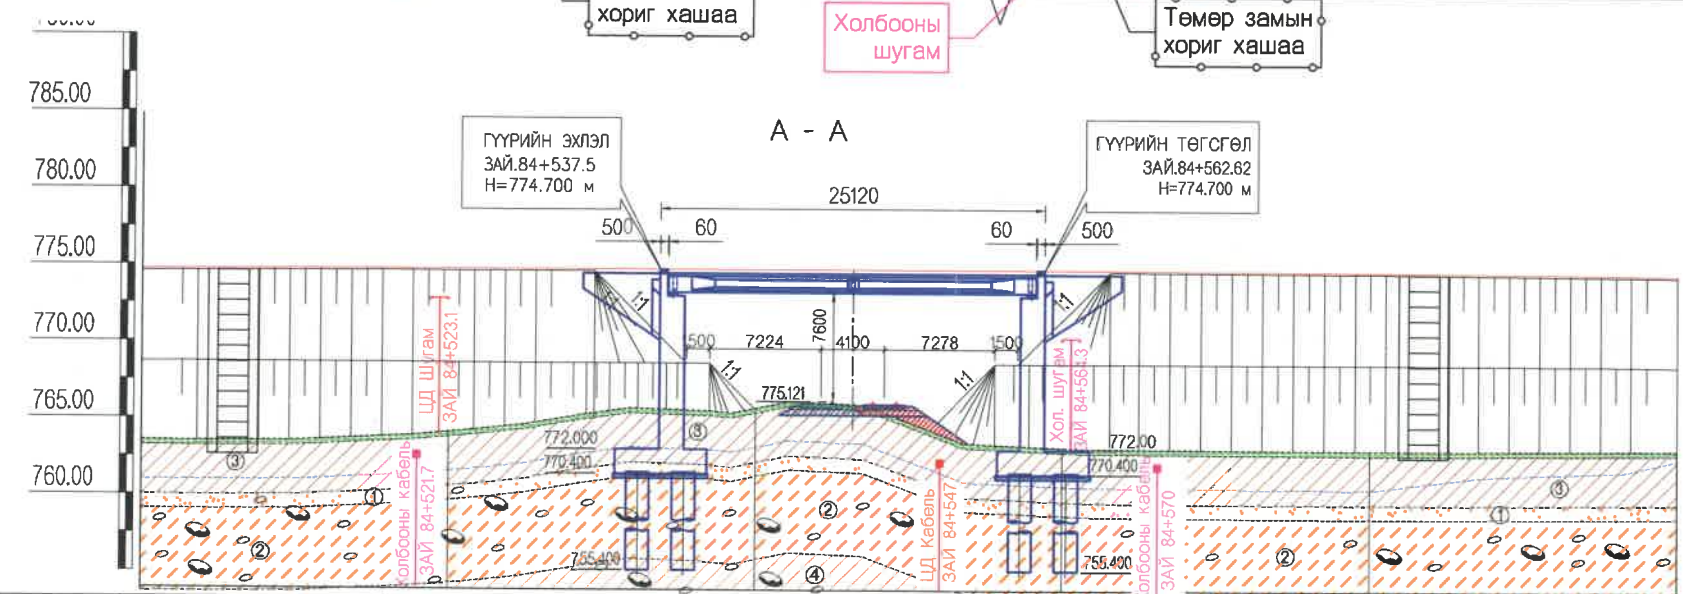 хориг хашаа
Холбооны
шугам
Төмөр замын
хориг хашаа
785.00
780.00
775.00
770.00
765.00
760.00
А - А
ГҮҮРИЙН ЭХЛЭЛ
ЗАЙ.84+537.5
Н=774.700 м
ГҮҮРИЙН ТӨГСГӨЛ
ЗАЙ.84+562.62
Н=774.700 м
25120
500
60
60
500
1:1
1:1
1:1
7600
500
7224
4100
7278
1500
1:1
1:1
775.121
ЦД Шугам
ЗАЙ 84+523.1
Хол. шугам
ЗАЙ 84+564.3
772.000
770.400
755.400
772.00
770.400
755.400
холбооны кабель
ЗАЙ 84+521.7
ЦД Кабель
ЗАЙ 84+547
холбооны кабель
ЗАЙ 84+570
③
①
②
③
②
④
③
①
②